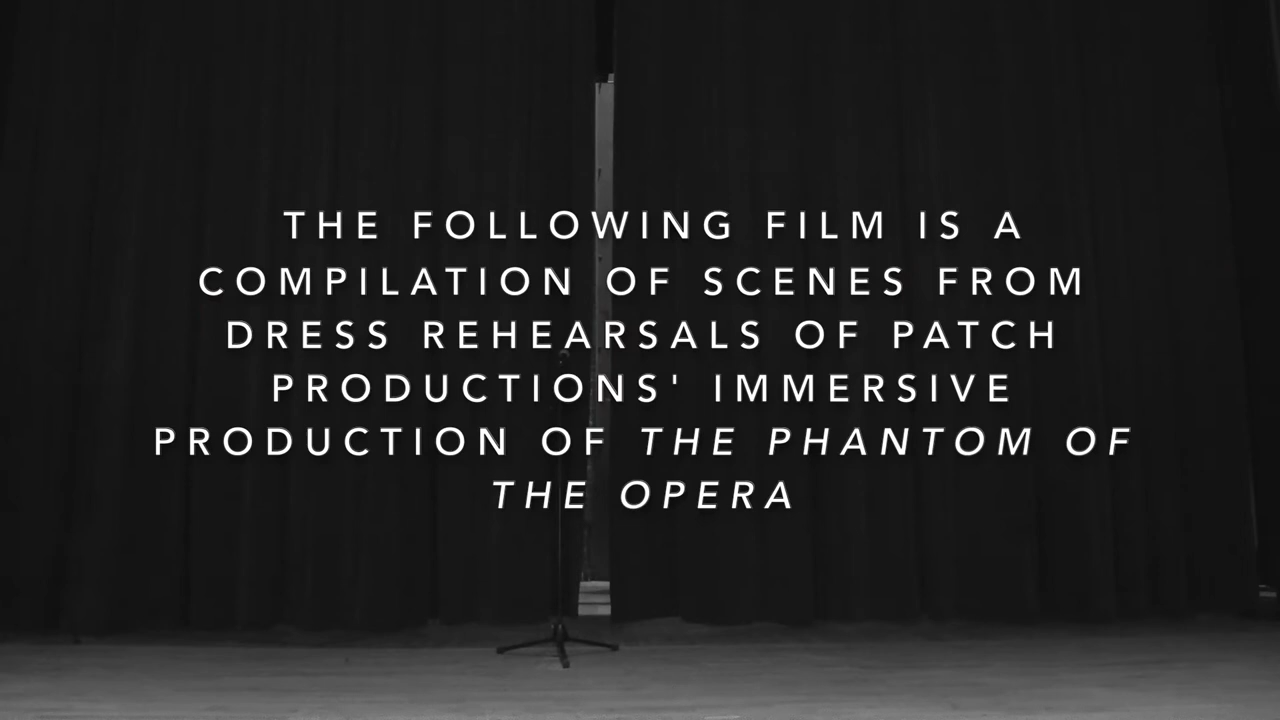 THE FOLLOWING FILM IS A
COMPILATION OF SCENES FROM
DRESS REHEARSALS OF PATCH
PRODUCTIONS' IMMERSIVE
PRODUCTION OF THE PHANTOM OF
THE OPERA